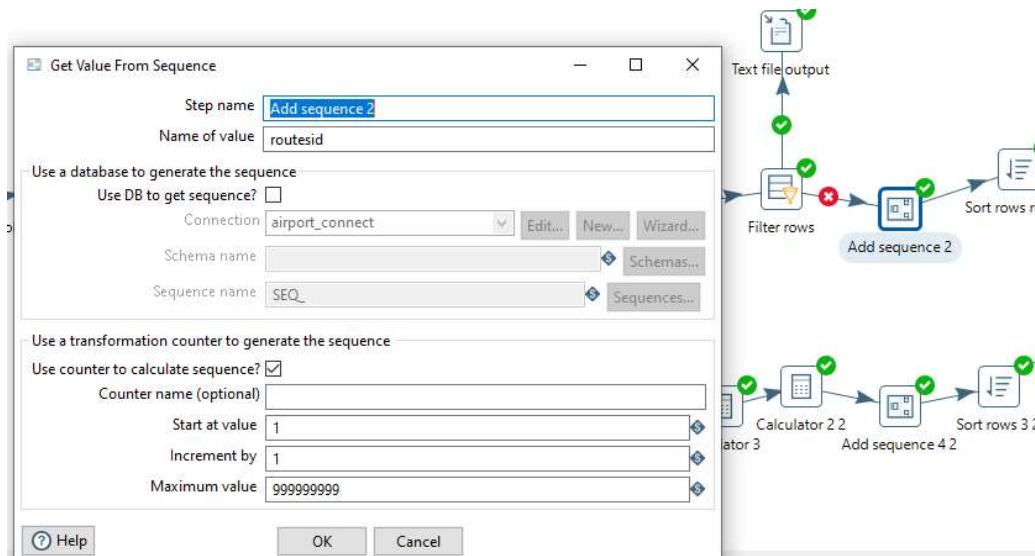 Get Value From Sequence
Step name Add sequence 2
Name of value routesid
Use a database to generate the sequence
Use DB to get sequence?
Connection airport_connect Edit... New... Wizard...
Schema name Schemas...
Sequence name SEQ_ Sequences...
Use a transformation counter to generate the sequence
Use counter to calculate sequence?
Counter name (optional)
Start at value 1
Increment by 1
Maximum value 999999999
Help OK Cancel
Text file output
Filter rows
Add sequence 2
Sort rows
ator 3
Calculator 2 2
Add sequence 4 2
Sort rows 3 2